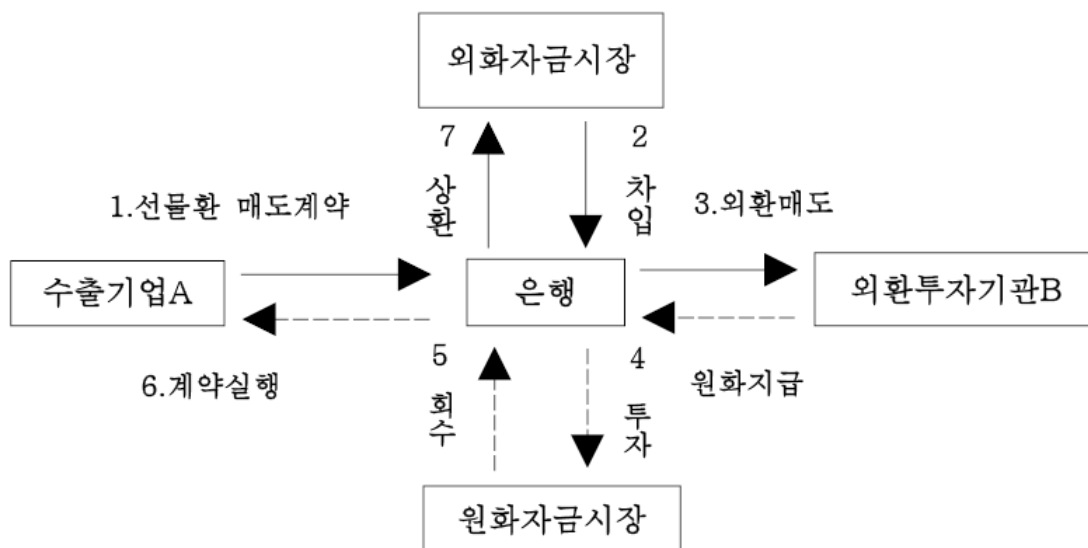 외화자금시장
7
상환
2
차입
1.선물환 매도계약
3.외환매도
수출기업A
은행
외환투자기관B
6.계약실행
5
회수
4
투자
원화지급
원화자금시장